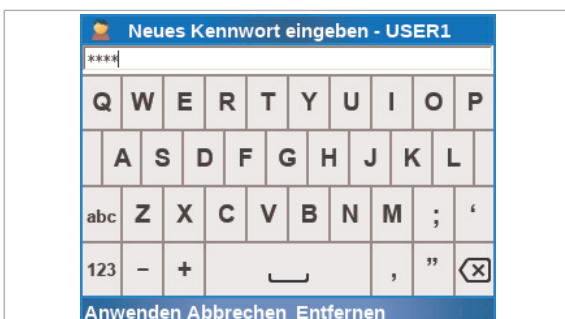 Neues Kennwort eingeben - USER1
****
Q W E R T Y U I O P
A S D F G H J K L
abc Z X C V B N M ; ‘
123 - + , ”
Anwenden Abbrechen Entfernen